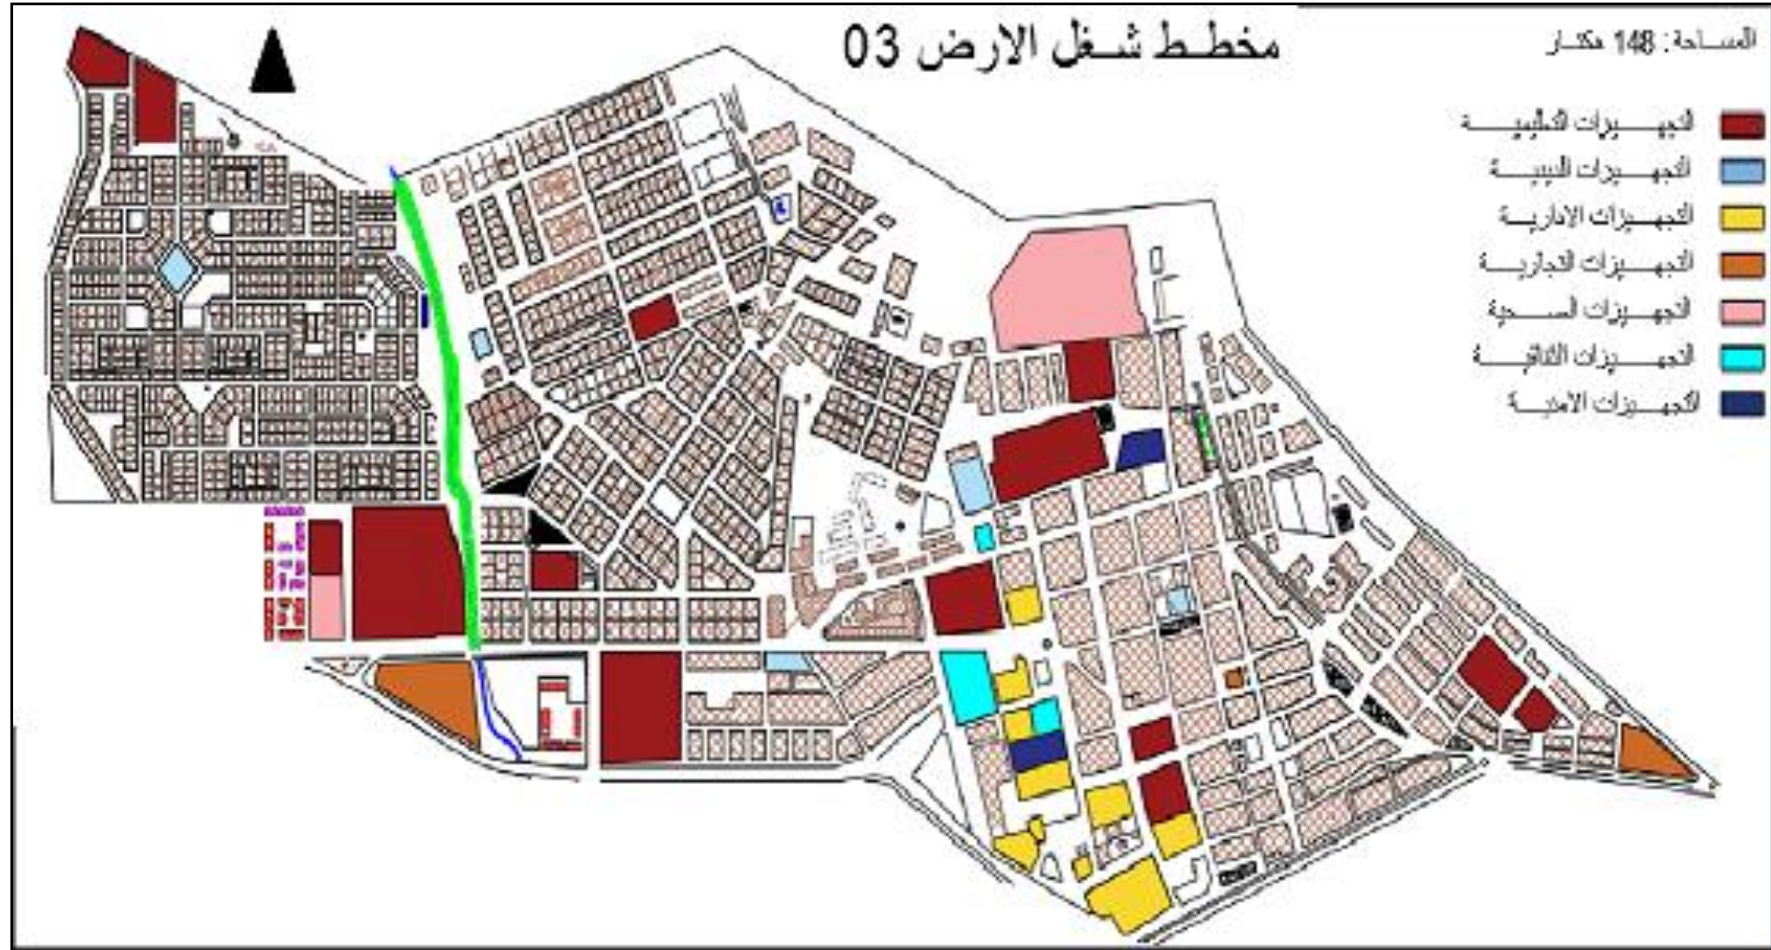 مخطط شغل الارض 03
المساحة: 148 هكتار
التجهيزات التعليمية
التجهيزات الدينية
التجهيزات الادارية
التجهيزات التجارية
التجهيزات الصحية
التجهيزات الثقافية
التجهيزات الامنية